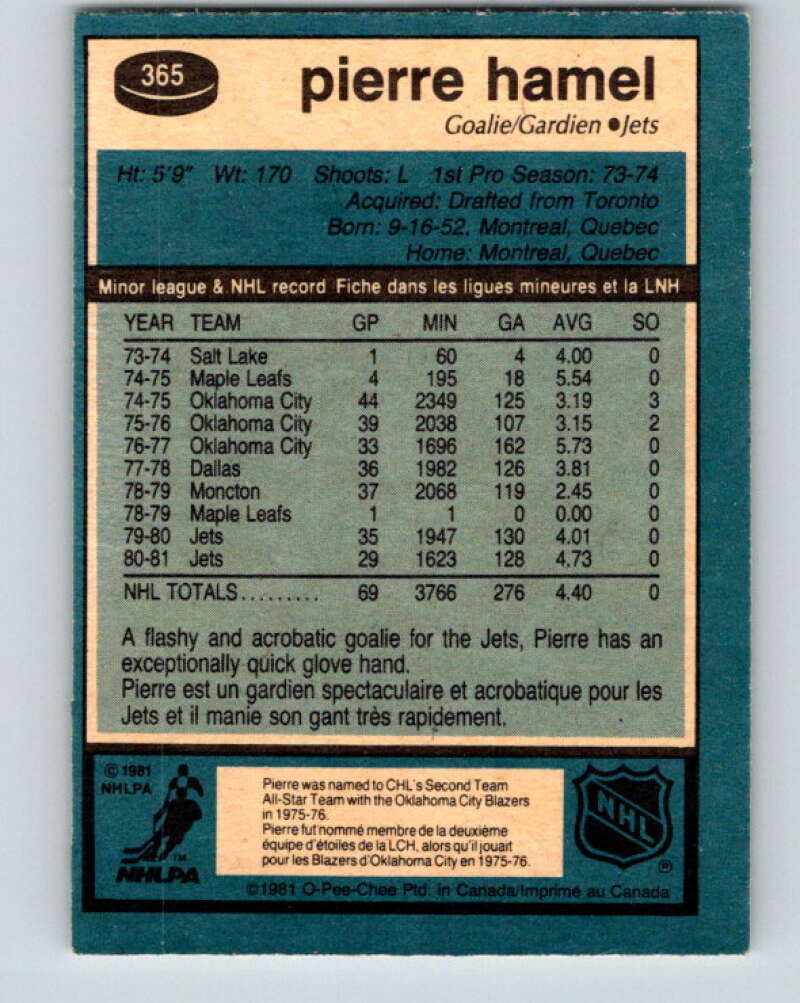 365
pierre hamel
Goalie/Gardien ●Jets
Ht: 5'9" Wt: 170 Shoots: L 1st Pro Season: 73-74
Acquired: Drafted from Toronto
Born: 9-16-52, Montreal, Quebec
Home: Montreal, Quebec
Minor league & NHL record Fiche dans les ligues mineures et la LNH
YEAR TEAM GP MIN GA AVG SO
73-74 Salt Lake 1 60 4 4.00 0
74-75 Maple Leafs 4 195 18 5.54 0
74-75 Oklahoma City 44 2349 125 3.19 3
75-76 Oklahoma City 39 2038 107 3.15 2
76-77 Oklahoma City 33 1696 162 5.73 0
77-78 Dallas 36 1982 126 3.81 0
78-79 Moncton 37 2068 119 2.45 0
78-79 Maple Leafs 1 1 0 0.00 0
79-80 Jets 35 1947 130 4.01 0
80-81 Jets 29 1623 128 4.73 0
NHL TOTALS......... 69 3766 276 4.40 0
A flashy and acrobatic goalie for the Jets, Pierre has an
exceptionally quick glove hand.
Pierre est un gardien spectaculaire et acrobatique pour les
Jets et il manie son gant très rapidement.
© 1981
NHLPA
TM
NHLPA
Pierre was named to CHL's Second Team
All-Star Team with the Oklahoma City Blazers
in 1975-76.
Pierre fut nommé membre de la deuxième
équipe d'étoiles de la LCH, alors qu'il jouait
pour les Blazers d'Oklahoma City en 1975-76.
NHL
®
©1981 O-Pee-Chee Ptd. in Canada/Imprimé au Canada